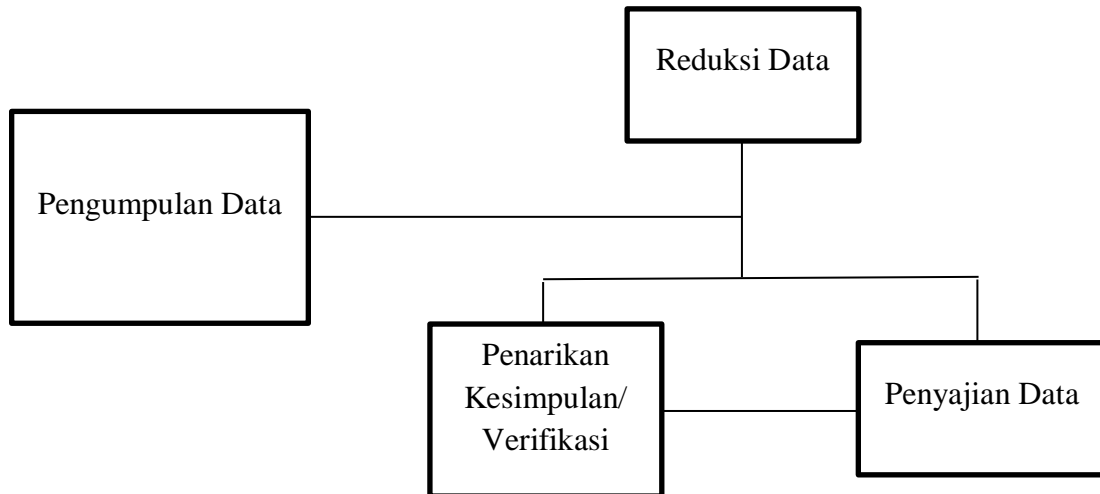 Reduksi Data
Pengumpulan Data
Penarikan
Kesimpulan/
Verifikasi
Penyajian Data